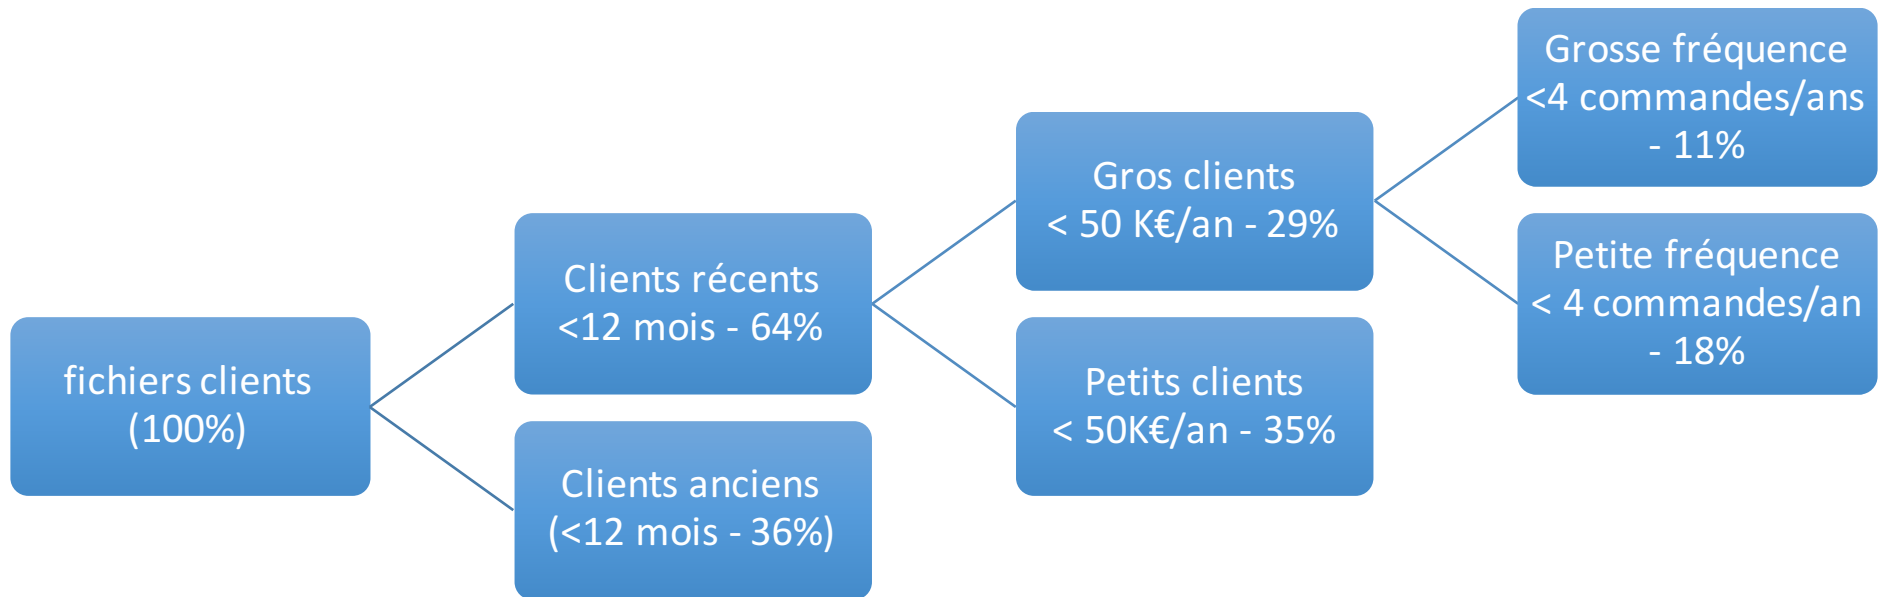 fichiers clients
(100%)
Clients récents
<12 mois - 64%
Clients anciens
(<12 mois - 36%)
Gros clients
< 50 K€/an - 29%
Petits clients
< 50K€/an - 35%
Grosse fréquence
<4 commandes/ans
- 11%
Petite fréquence
< 4 commandes/an
- 18%